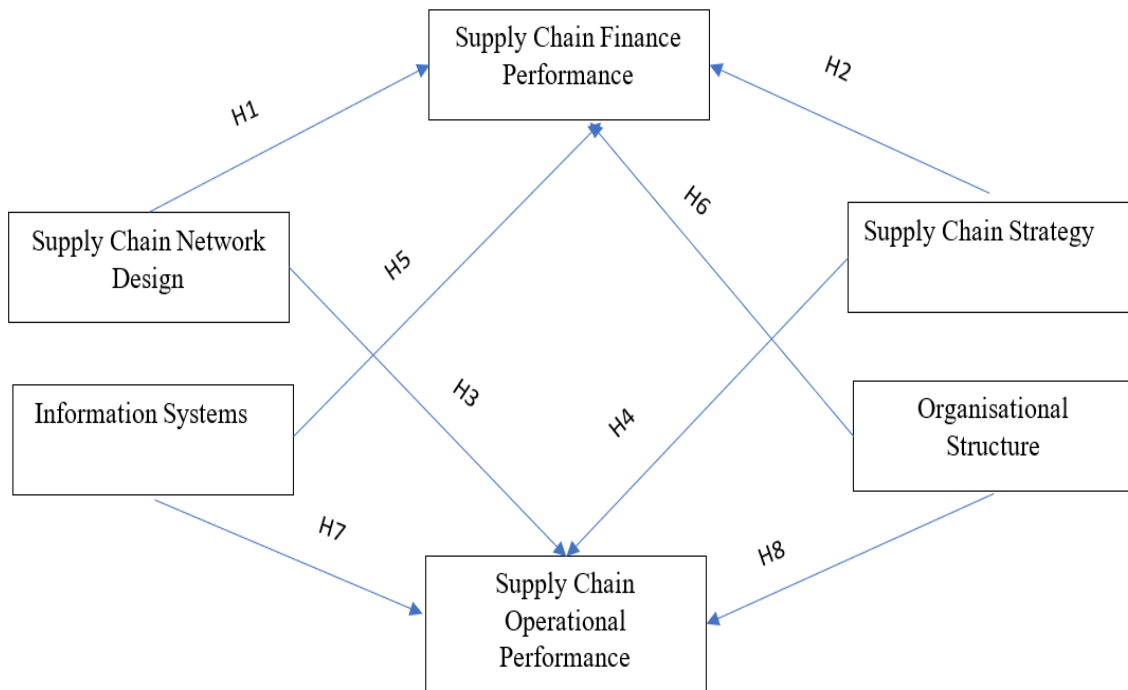 Supply Chain Finance
Performance
H2
H1
H6
Supply Chain Network
Design
Supply Chain Strategy
H5
H3
H4
Information Systems
Organisational
Structure
H7
H8
Supply Chain
Operational
Performance